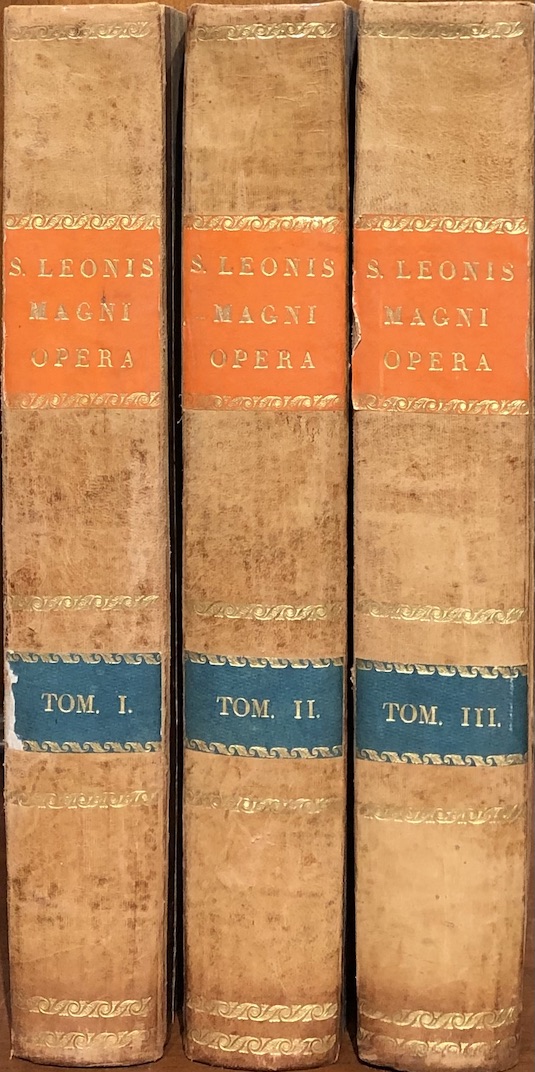 S. LEONIS
MAGNI
OPERA
TOM. I.
S. LEONIS
MAGNI
OPERA
TOM. II.
S. LEONIS
MAGNI
OPERA
TOM. III.